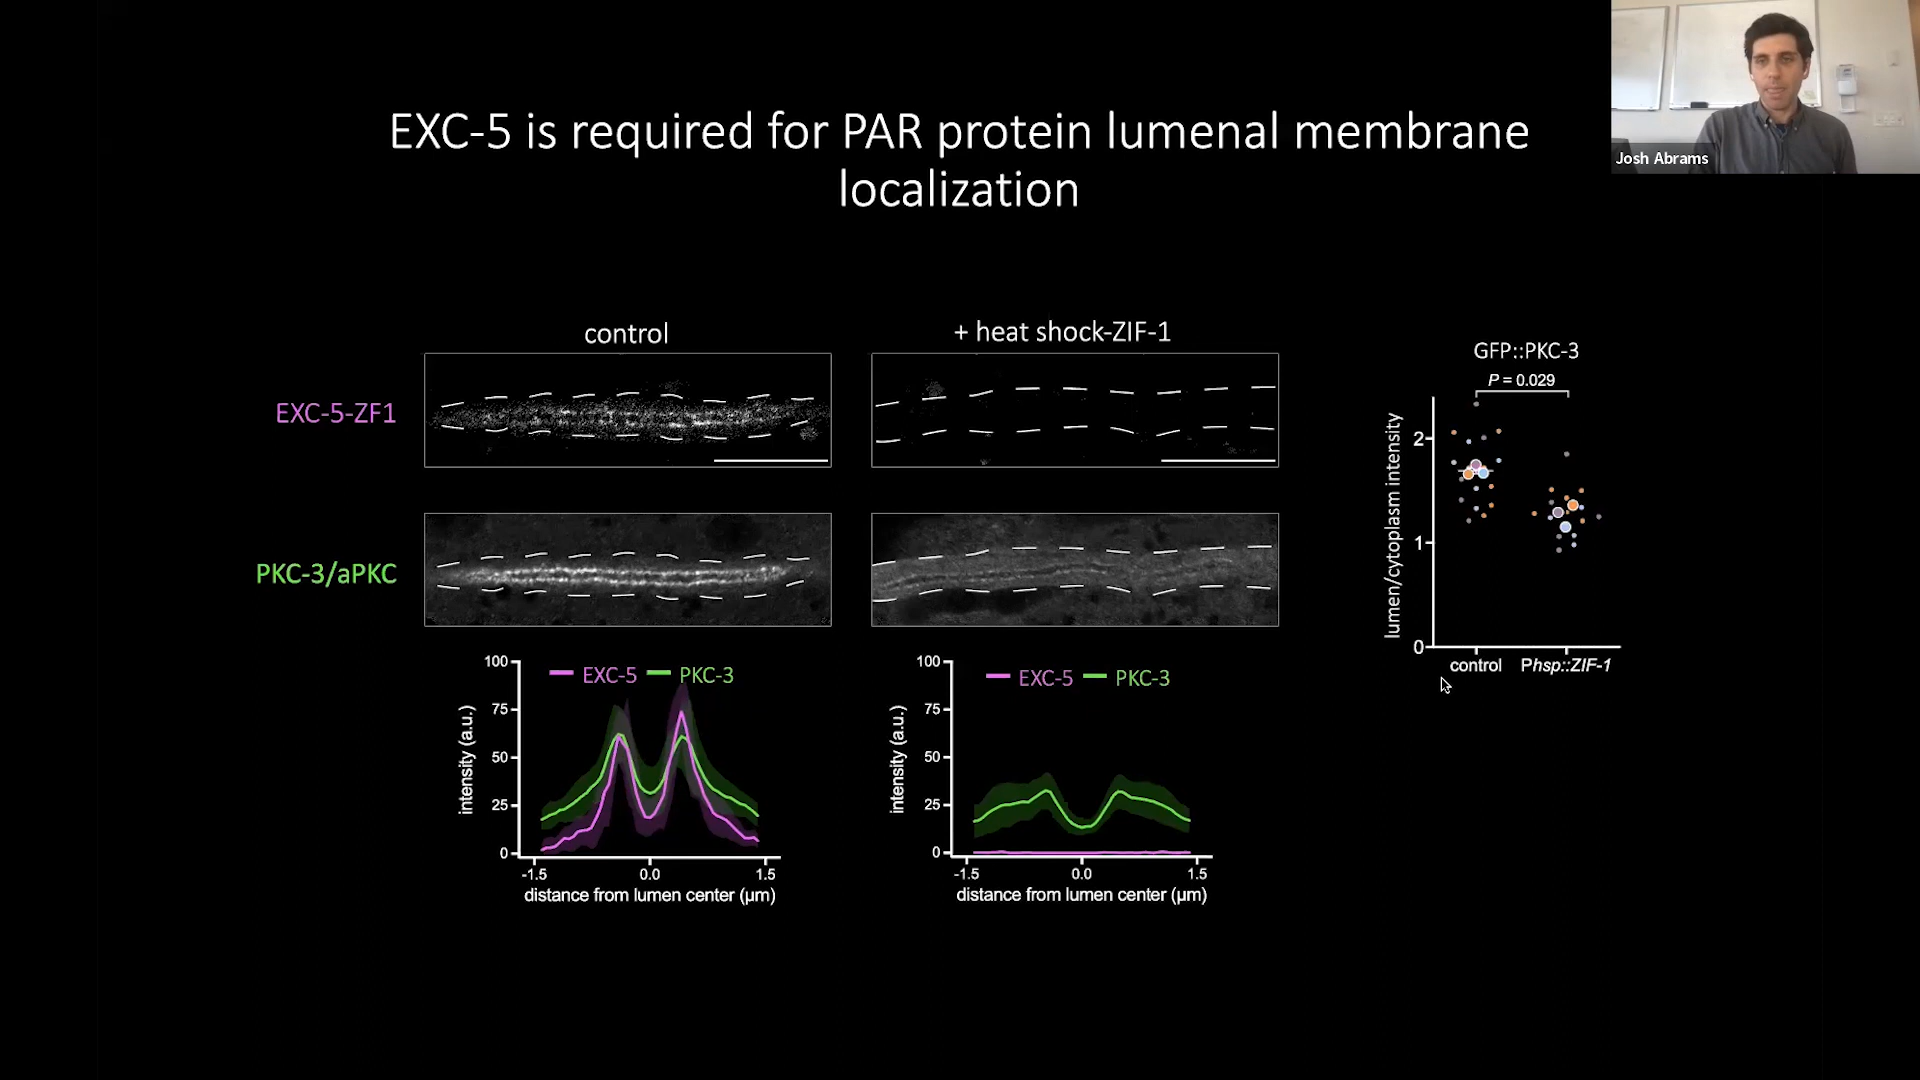 EXC-5 is required for PAR protein lumenal membrane
localization
Josh Abrams
control
+ heat shock-ZIF-1
EXC-5-ZF1
PKC-3/aPKC
100
75
50
25
0
intensity (a.u.)
EXC-5
PKC-3
-1.5
0.0
1.5
distance from lumen center (µm)
100
75
50
25
0
intensity (a.u.)
EXC-5
PKC-3
-1.5
0.0
1.5
distance from lumen center (µm)
GFP::PKC-3
P = 0.029
lumen/cytoplasm intensity
2
1
0
control
Phsp::ZIF-1